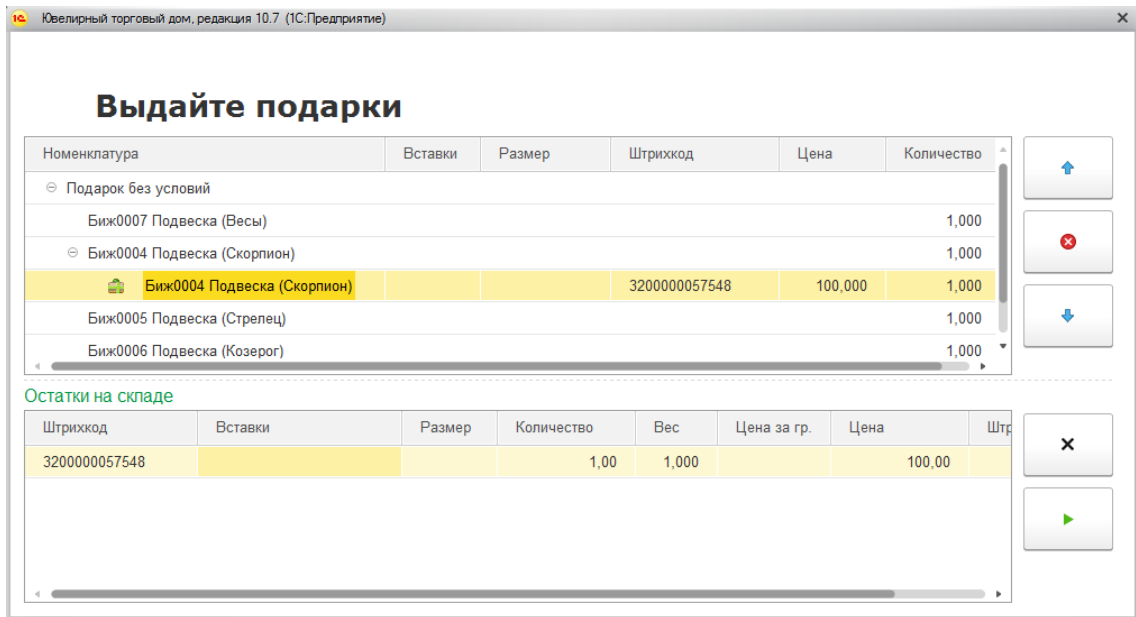 1С Ювелирный торговый дом, редакция 10.7 (1С:Предприятие)
Выдайте подарки
Номенклатура Вставки Размер Штрихкод Цена Количество
Подарок без условий
Биж0007 Подвеска (Весы) 1,000
Биж0004 Подвеска (Скорпион) 1,000
Биж0004 Подвеска (Скорпион) 3200000057548 100,000 1,000
Биж0005 Подвеска (Стрелец) 1,000
Биж0006 Подвеска (Козерог) 1,000
Остатки на складе
Штрихкод Вставки Размер Количество Вес Цена за гр. Цена Штр
3200000057548 1,00 1,000 100,00